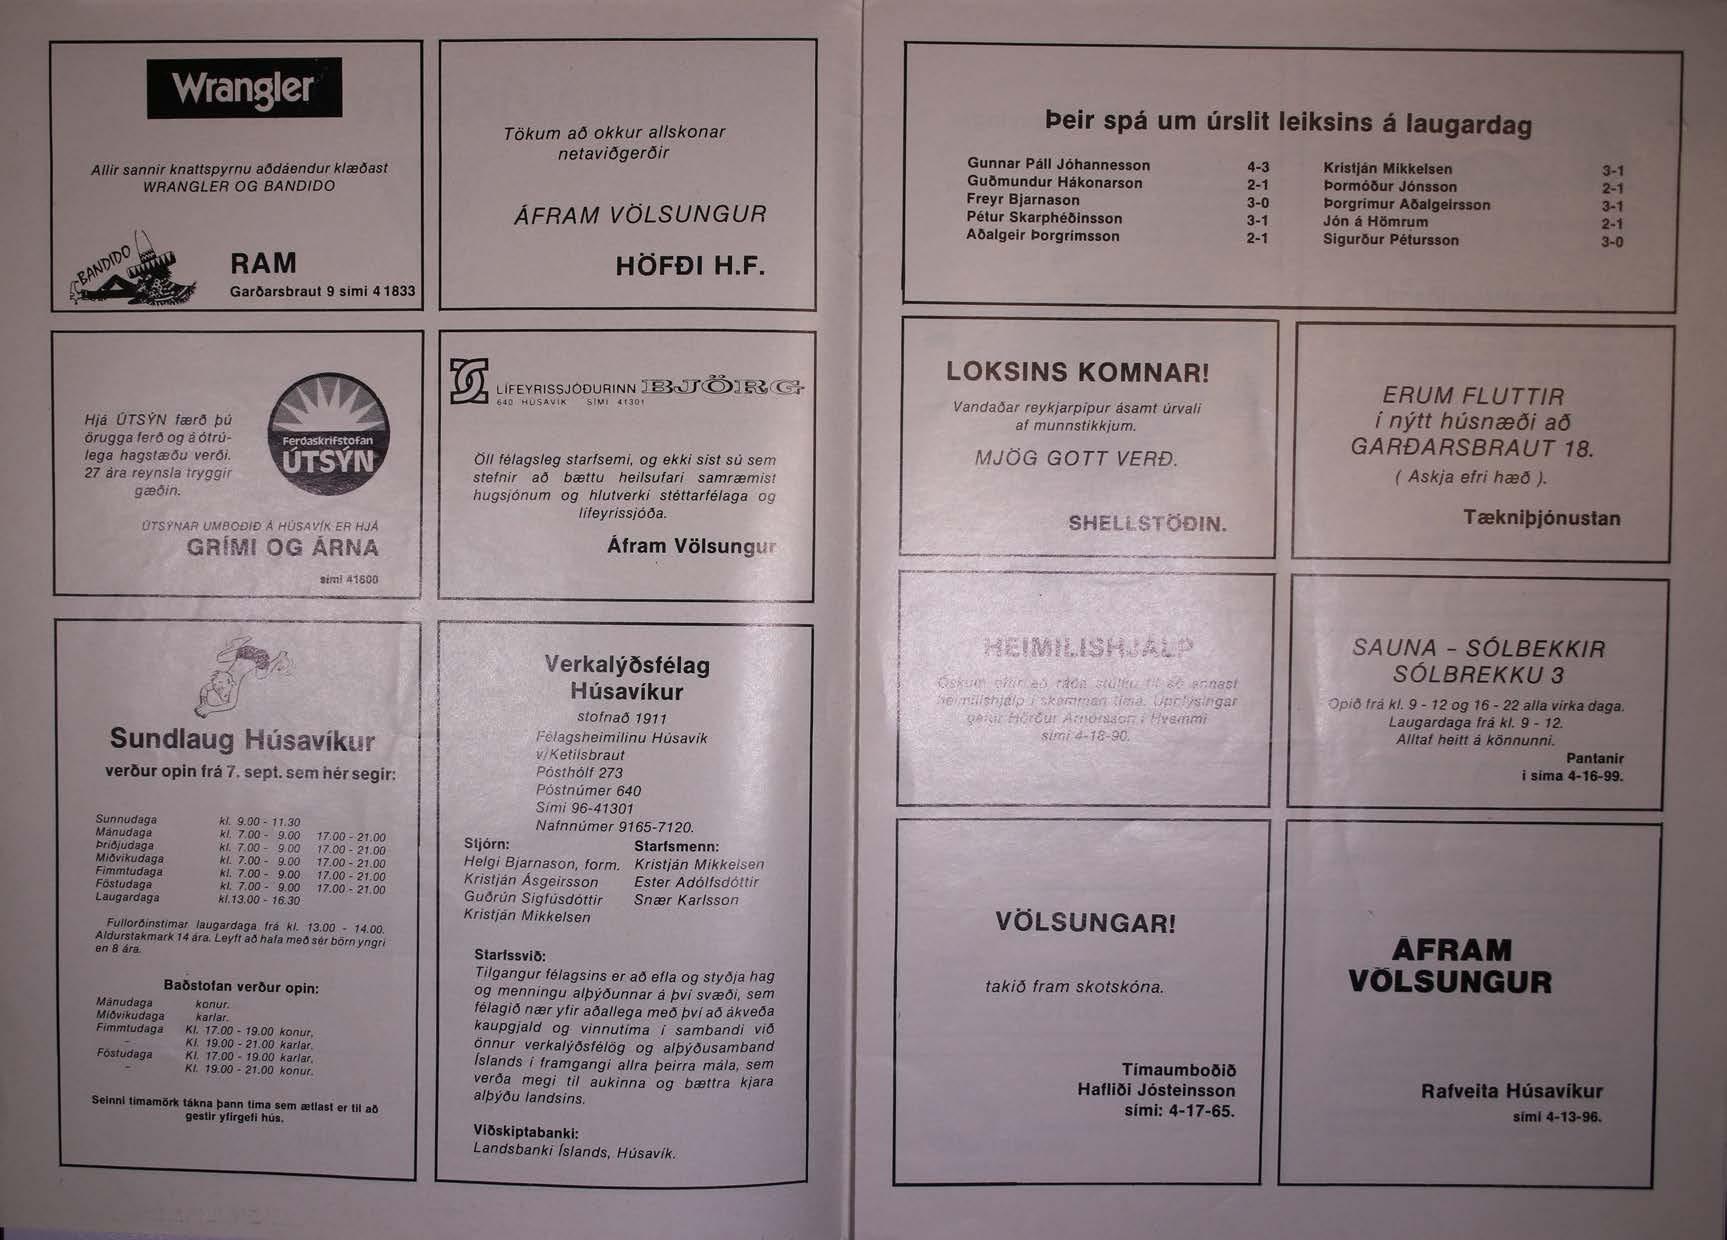 Wrangler
Allir sannir knattspyrnu aðdáendur klæðast
WRANGLER OG BANDIDO
BANDIDO
RAM
Garðarsbraut 9 sími 41833
Tökum að okkur allskonar
netaviðgerðir
ÁFRAM VÖLSUNGUR
HÖFÐI H.F.
Hjá ÚTSÝN færð þú
örugga ferð og á ótrú-
lega hagstæðu verði.
27 ára reynsla tryggir
gæðin.
Ferðaskrifstofan
ÚTSÝN
ÚTSÝNAR UMBOÐIÐ Á HÚSAVÍK ER HJÁ
GRÍMI OG ÁRNA
sími 41600
LÍFEYRISSJÓÐURINN BJÖRG
640 HÚSAVÍK SÍMI 41301
Öll félagsleg starfsemi, og ekki síst sú sem
stefnir að bættu heilsufari samræmist
hugsjónum og hlutverki stéttarfélaga og
lífeyrissjóða.
Áfram Völsungur
Sundlaug Húsavíkur
verður opin frá 7. sept. sem hér segir:
Sunnudaga kl. 9.00 - 11.30
Mánudaga kl. 7.00 - 9.00 17.00 - 21.00
Þriðjudaga kl. 7.00 - 9.00 17.00 - 21.00
Miðvikudaga kl. 7.00 - 9.00 17.00 - 21.00
Fimmtudaga kl. 7.00 - 9.00 17.00 - 21.00
Föstudaga kl. 7.00 - 9.00 17.00 - 21.00
Laugardaga kl.13.00 - 16.30
Fullorðinstímar laugardaga frá kl. 13.00 - 14.00.
Aldurstakmark 14 ára. Leyft að hafa með sér börn yngri
en 8 ára.
Baðstofan verður opin:
Mánudaga konur.
Miðvikudaga karlar.
Fimmtudaga Kl. 17.00 - 19.00 konur,
- Kl. 19.00 - 21.00 karlar.
Föstudaga Kl. 17.00 - 19.00 karlar,
- Kl. 19.00 - 21.00 konur.
Seinni tímamörk tákna þann tíma sem ætlast er til að
gestir yfirgefi hús.
Verkalýðsfélag
Húsavíkur
stofnað 1911
Félagsheimilinu Húsavík
v/Ketilsbraut
Pósthólf 273
Póstnúmer 640
Sími 96-41301
Nafnnúmer 9165-7120.
Stjórn: Starfsmenn:
Helgi Bjarnason, form. Kristján Mikkelsen
Kristján Ásgeirsson Ester Adólfsdóttir
Guðrún Sigfúsdóttir Snær Karlsson
Kristján Mikkelsen
Starfssvið:
Tilgangur félagsins er að efla og styðja hag
og menningu alþýðunnar á því svæði, sem
félagið nær yfir aðallega með því að ákveða
kaupgjald og vinnutíma í sambandi við
önnur verkalýðsfélög og alþýðusamband
Íslands í framgangi allra þeirra mála, sem
verða megi til aukinna og bættra kjara
alþýðu landsins.
Viðskiptabanki:
Landsbanki Íslands, Húsavík.
Þeir spá um úrslit leiksins á laugardag
Gunnar Páll Jóhannesson 4-3 Kristján Mikkelsen 3-1
Guðmundur Hákonarson 2-1 Þormóður Jónsson 2-1
Freyr Bjarnason 3-0 Þorgrímur Aðalgeirsson 3-1
Pétur Skarphéðinsson 3-1 Jón á Hömrum 2-1
Aðalgeir Þorgrímsson 2-1 Sigurður Pétursson 3-0
LOKSINS KOMNAR!
Vandaðar reykjarpípur ásamt úrvali
af munnstikkjum.
MJÖG GOTT VERÐ.
SHELLSTÖÐIN.
ERUM FLUTTIR
í nýtt húsnæði að
GARÐARSBRAUT 18.
( Askja efri hæð ).
Tækniþjónustan
HEIMILISHJÁLP
Óskum eftir að ráða stúlku til að annast
heimilishjálp í skamman tíma. Upplýsingar
gefur Hörður Arnórsson í Hvammi
sími 4-18-90.
SAUNA - SÓLBEKKIR
SÓLBREKKU 3
Opið frá kl. 9 - 12 og 16 - 22 alla virka daga.
Laugardaga frá kl. 9 - 12.
Alltaf heitt á könnunni.
Pantanir
í síma 4-16-99.
VÖLSUNGAR!
takið fram skotskóna.
Tímaumboðið
Hafliði Jósteinsson
sími: 4-17-65.
ÁFRAM
VÖLSUNGUR
Rafveita Húsavíkur
sími 4-13-96.